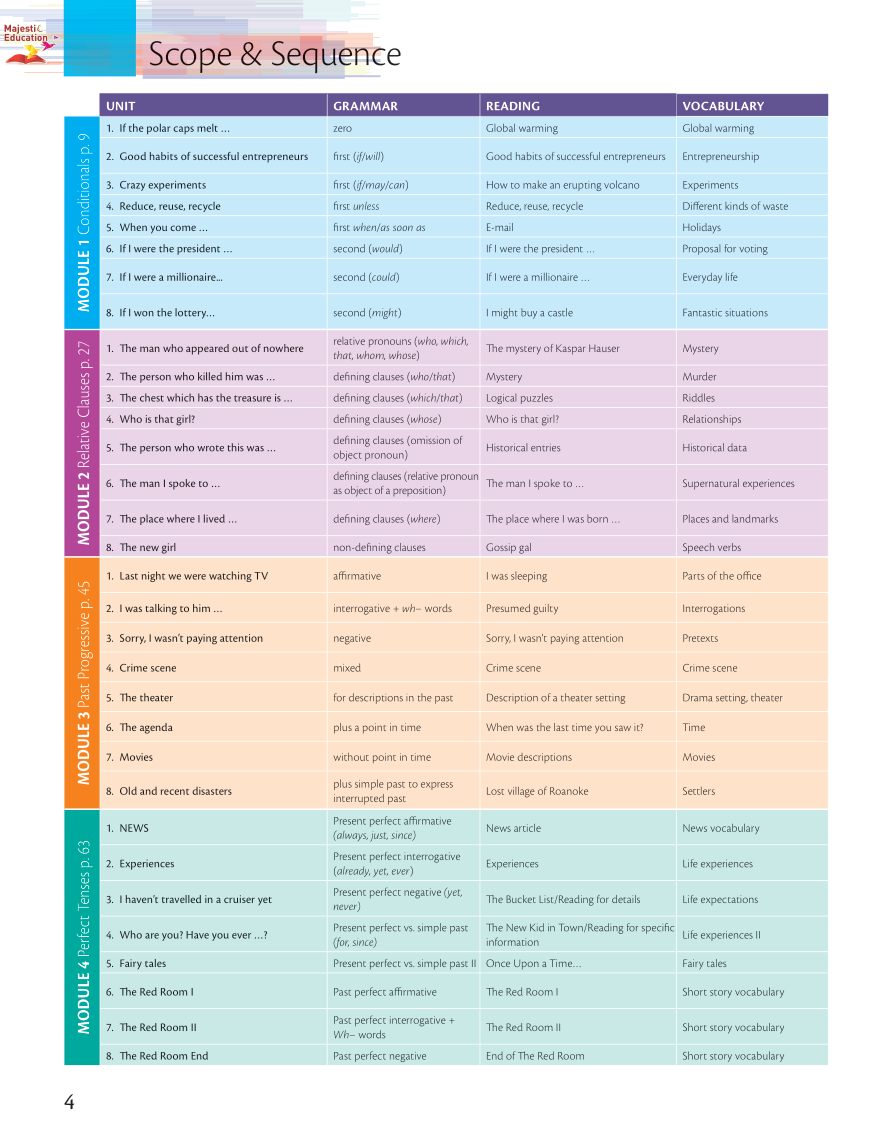 Majestic
Education
Scope & Sequence
UNIT GRAMMAR READING VOCABULARY
MODULE 1 Conditionals p. 9
1. If the polar caps melt … zero Global warming Global warming
2. Good habits of successful entrepreneurs first (if/will) Good habits of successful entrepreneurs Entrepreneurship
3. Crazy experiments first (if/may/can) How to make an erupting volcano Experiments
4. Reduce, reuse, recycle first unless Reduce, reuse, recycle Different kinds of waste
5. When you come … first when/as soon as E-mail Holidays
6. If I were the president … second (would) If I were the president … Proposal for voting
7. If I were a millionaire... second (could) If I were a millionaire … Everyday life
8. If I won the lottery… second (might) I might buy a castle Fantastic situations
MODULE 2 Relative Clauses p. 27
1. The man who appeared out of nowhere relative pronouns (who, which,
that, whom, whose) The mystery of Kaspar Hauser Mystery
2. The person who killed him was … defining clauses (who/that) Mystery Murder
3. The chest which has the treasure is … defining clauses (which/that) Logical puzzles Riddles
4. Who is that girl? defining clauses (whose) Who is that girl? Relationships
5. The person who wrote this was … defining clauses (omission of
object pronoun) Historical entries Historical data
6. The man I spoke to … defining clauses (relative pronoun
as object of a preposition) The man I spoke to … Supernatural experiences
7. The place where I lived … defining clauses (where) The place where I was born … Places and landmarks
8. The new girl non-defining clauses Gossip gal Speech verbs
MODULE 3 Past Progressive p. 45
1. Last night we were watching TV affirmative I was sleeping Parts of the office
2. I was talking to him … interrogative + wh– words Presumed guilty Interrogations
3. Sorry, I wasn't paying attention negative Sorry, I wasn't paying attention Pretexts
4. Crime scene mixed Crime scene Crime scene
5. The theater for descriptions in the past Description of a theater setting Drama setting, theater
6. The agenda plus a point in time When was the last time you saw it? Time
7. Movies without point in time Movie descriptions Movies
8. Old and recent disasters plus simple past to express
interrupted past Lost village of Roanoke Settlers
MODULE 4 Perfect Tenses p. 63
1. NEWS Present perfect affirmative
(always, just, since) News article News vocabulary
2. Experiences Present perfect interrogative
(already, yet, ever) Experiences Life experiences
3. I haven't travelled in a cruiser yet Present perfect negative (yet,
never) The Bucket List/Reading for details Life expectations
4. Who are you? Have you ever …? Present perfect vs. simple past
(for, since) The New Kid in Town/Reading for specific
information Life experiences II
5. Fairy tales Present perfect vs. simple past II Once Upon a Time… Fairy tales
6. The Red Room I Past perfect affirmative The Red Room I Short story vocabulary
7. The Red Room II Past perfect interrogative +
Wh– words The Red Room II Short story vocabulary
8. The Red Room End Past perfect negative End of The Red Room Short story vocabulary
4